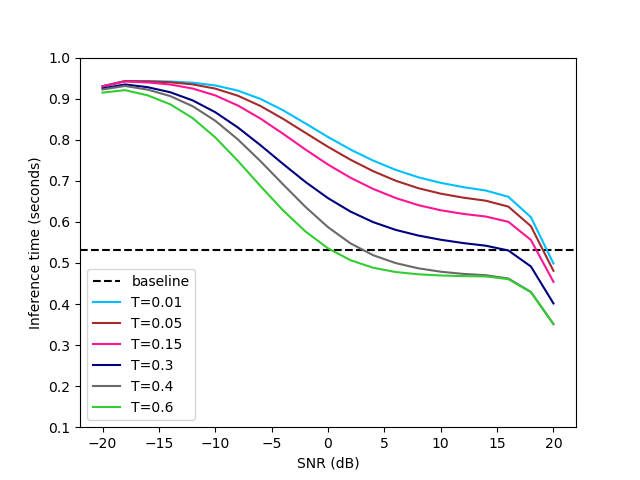 1.0
0.9
0.8
0.7
0.6
0.5
0.4
0.3
0.2
0.1
Inference time (seconds)
baseline
T=0.01
T=0.05
T=0.15
T=0.3
T=0.4
T=0.6
−20 −15 −10 −5 0 5 10 15 20
SNR (dB)